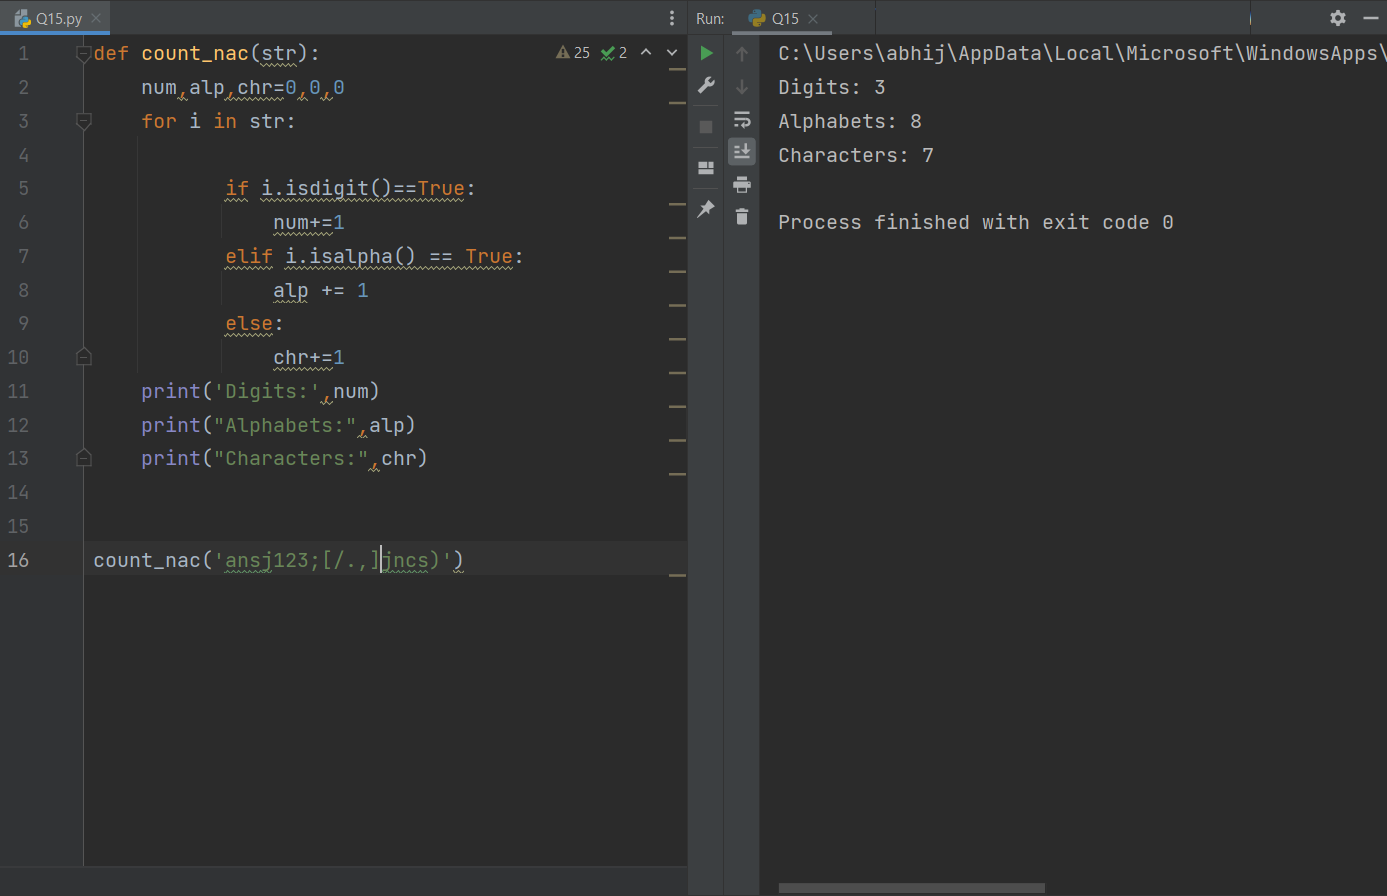 Q15.py
1 def count_nac(str):
25 2
2 num,alp,chr=0,0,0
3 for i in str:
4
5 if i.isdigit()==True:
6 num+=1
7 elif i.isalpha() == True:
8 alp += 1
9 else:
10 chr+=1
11 print('Digits:',num)
12 print("Alphabets:",alp)
13 print("Characters:",chr)
14
15
16 count_nac('ansj123;[/.,]jncs)')
Run: Q15
C:\Users\abhij\AppData\Local\Microsoft\WindowsApps\
Digits: 3
Alphabets: 8
Characters: 7
Process finished with exit code 0